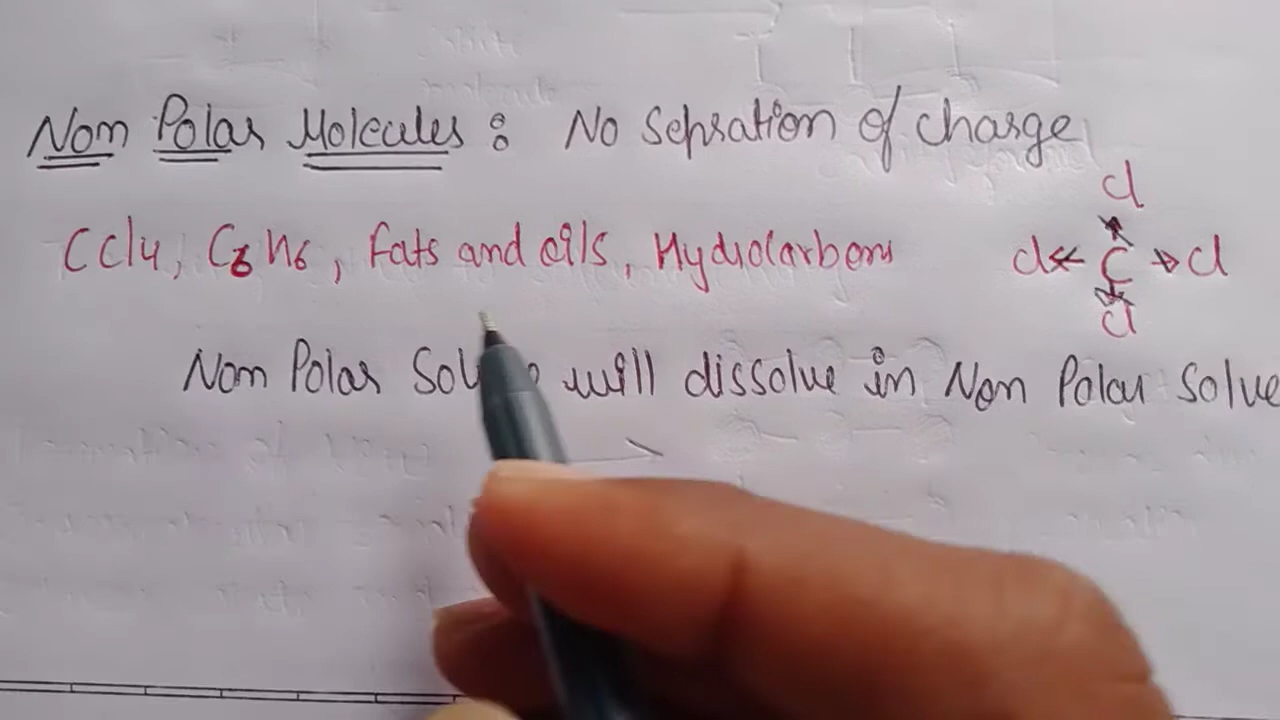 Non Polar Molecules : No Sepration of charge
CCl4, C6H6, Fats and oils, Hydrocarbons
Cl
Cl C Cl
Cl
Non Polar will dissolve in Non Polar Solve